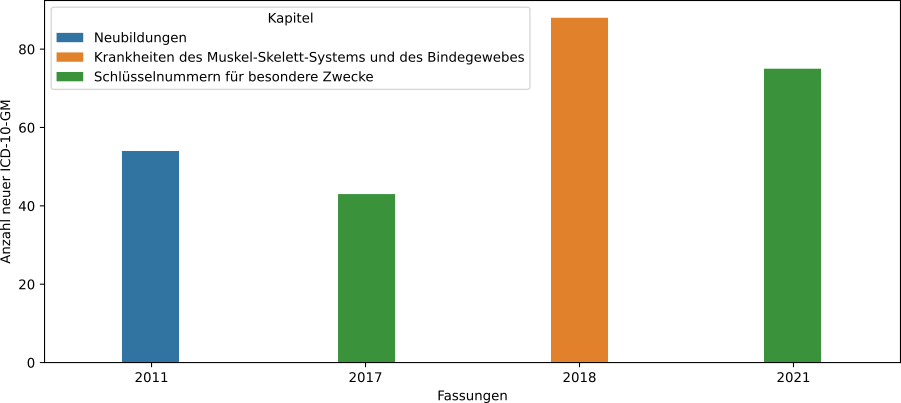 Kapitel
Neubildungen
Krankheiten des Muskel-Skelett-Systems und des Bindegewebes
Schlüsselnummern für besondere Zwecke
Anzahl neuer ICD-10-GM
80
60
40
20
0
2011 2017 2018 2021
Fassungen